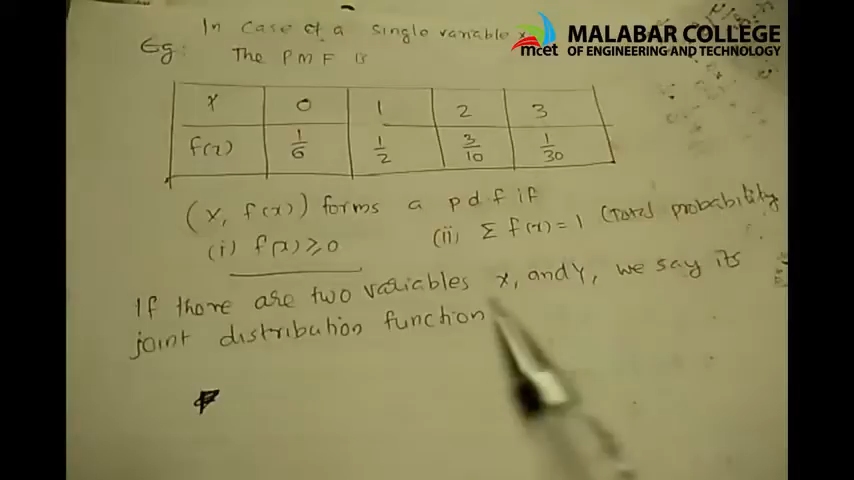 In case of a single variable x
Eg: The PMF is
mcet
MALABAR COLLEGE
OF ENGINEERING AND TECHNOLOGY
x 0 1 2 3
f(x) 1/6 1/2 3/10 1/30
(x, f(x)) forms a pdf if
(i) f(x) ≥ 0 (ii) Σ f(x) = 1 (Total probability
If there are two variables x, and y, we say its
joint distribution function